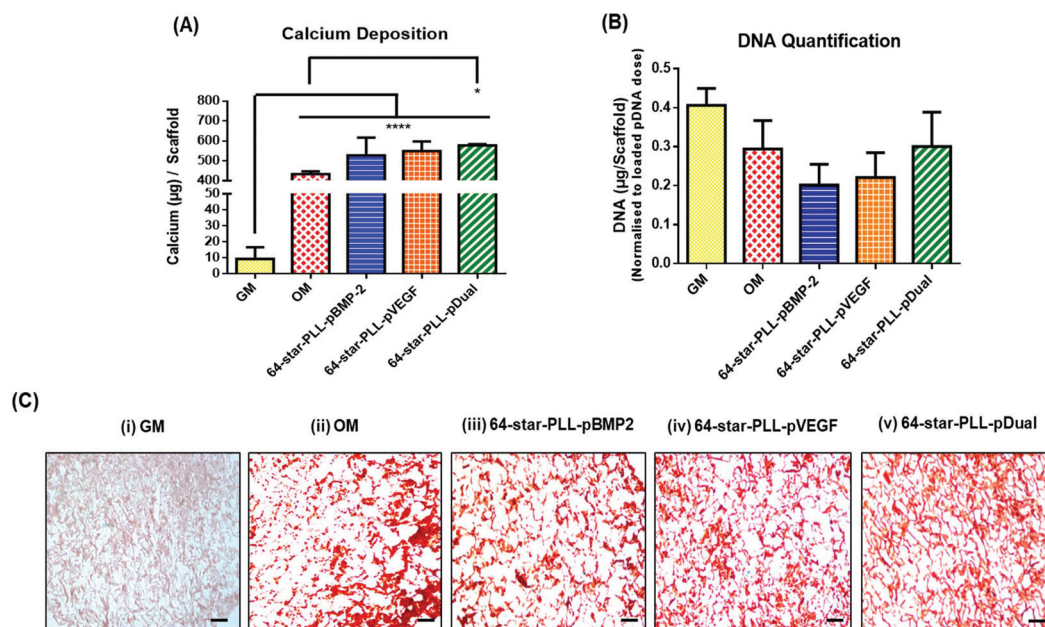 (A)
Calcium Deposition
*
****
Calcium (µg) / Scaffold
800
700
600
500
400
50
40
30
20
10
0
GM
OM
64-star-PLL-pBMP-2
64-star-PLL-pVEGF
64-star-PLL-pDual
(B)
DNA Quantification
DNA (µg/Scaffold)
(Normalised to loaded pDNA dose)
0.5
0.4
0.3
0.2
0.1
0.0
GM
OM
64-star-PLL-pBMP-2
64-star-PLL-pVEGF
64-star-PLL-pDual
(C)
(i) GM
(ii) OM
(iii) 64-star-PLL-pBMP2
(iv) 64-star-PLL-pVEGF
(v) 64-star-PLL-pDual